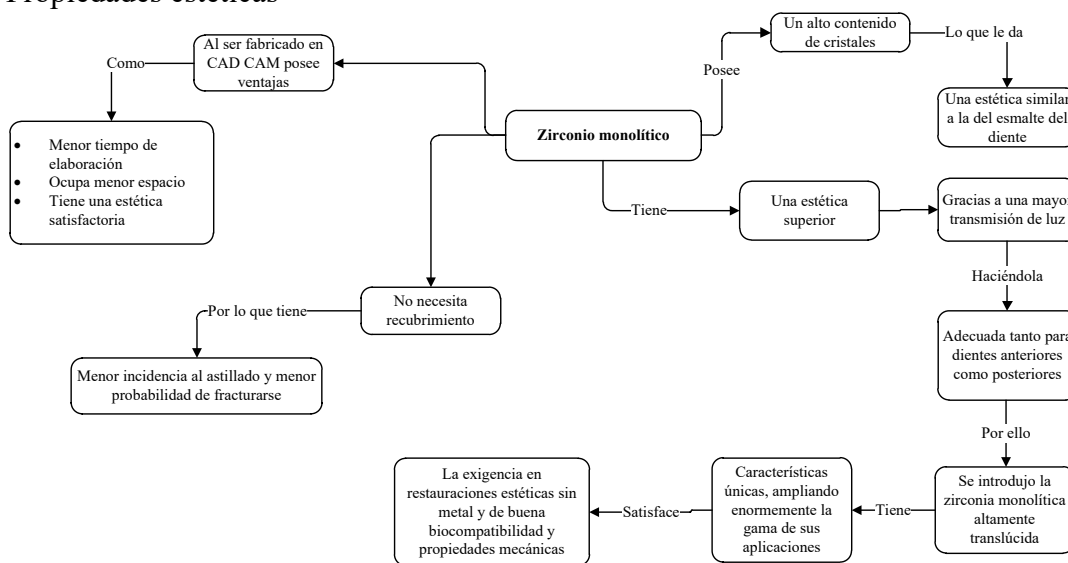 Propiedades estéticas
Al ser fabricado en
CAD CAM posee
ventajas
Como
• Menor tiempo de
elaboración
• Ocupa menor espacio
• Tiene una estética
satisfactoria
Zirconio monolítico
Posee
Un alto contenido
de cristales
Lo que le da
Una estética similar
a la del esmalte del
diente
Tiene
Una estética
superior
Gracias a una mayor
transmisión de luz
Haciéndola
Adecuada tanto para
dientes anteriores
como posteriores
Por ello
Se introdujo la
zirconia monolítica
altamente
translúcida
Tiene
Características
únicas, ampliando
enormemente la
gama de sus
aplicaciones
Satisface
La exigencia en
restauraciones estéticas sin
metal y de buena
biocompatibilidad y
propiedades mecánicas
No necesita
recubrimiento
Por lo que tiene
Menor incidencia al astillado y menor
probabilidad de fracturarse